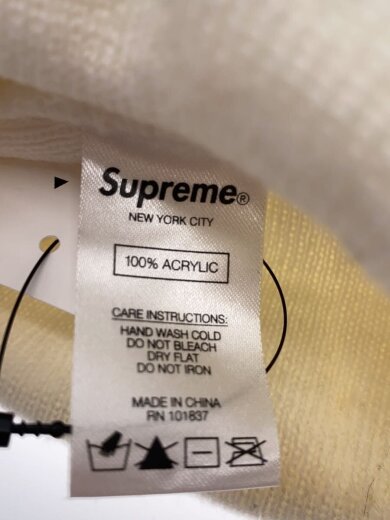 Supreme®
NEW YORK CITY
100% ACRYLIC
CARE INSTRUCTIONS:
HAND WASH COLD
DO NOT BLEACH
DRY FLAT
DO NOT IRON
MADE IN CHINA
RN 101837